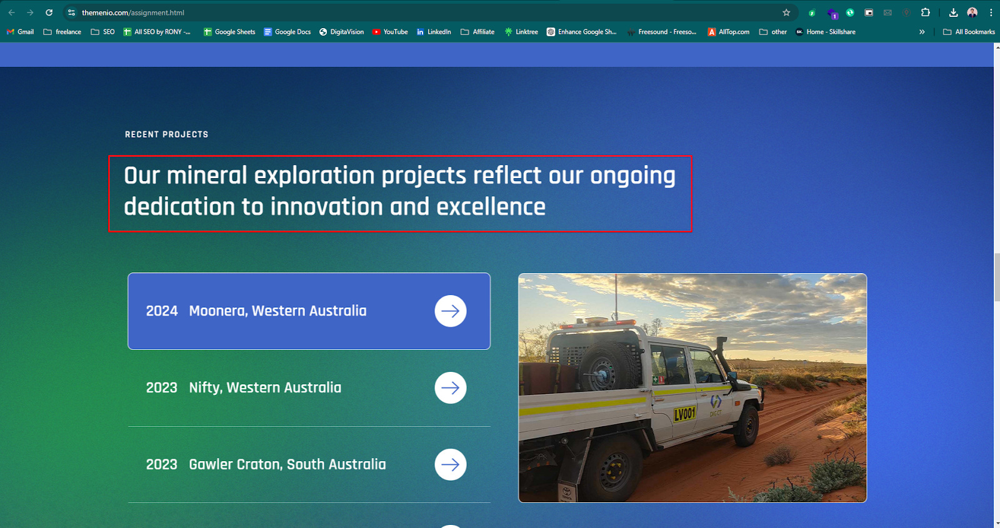 themenio.com/assignment.html
Gmail freelance SEO All SEO by RONY -... Google Sheets Google Docs DigitaVision YouTube LinkedIn Affiliate Linktree Enhance Google Sh... Freesound - Freeso... AllTop.com other Home - Skillshare » All Bookmarks
RECENT PROJECTS
Our mineral exploration projects reflect our ongoing
dedication to innovation and excellence
2024 Moonera, Western Australia
2023 Nifty, Western Australia
2023 Gawler Craton, South Australia
LV001
DIGCT
TOYOTA